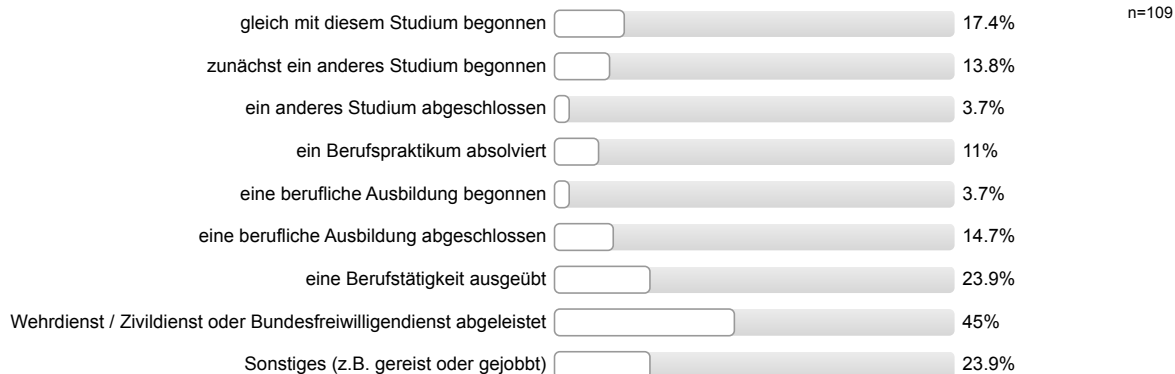 gleich mit diesem Studium begonnen 17.4% n=109
zunächst ein anderes Studium begonnen 13.8%
ein anderes Studium abgeschlossen 3.7%
ein Berufspraktikum absolviert 11%
eine berufliche Ausbildung begonnen 3.7%
eine berufliche Ausbildung abgeschlossen 14.7%
eine Berufstätigkeit ausgeübt 23.9%
Wehrdienst / Zivildienst oder Bundesfreiwilligendienst abgeleistet 45%
Sonstiges (z.B. gereist oder gejobbt) 23.9%